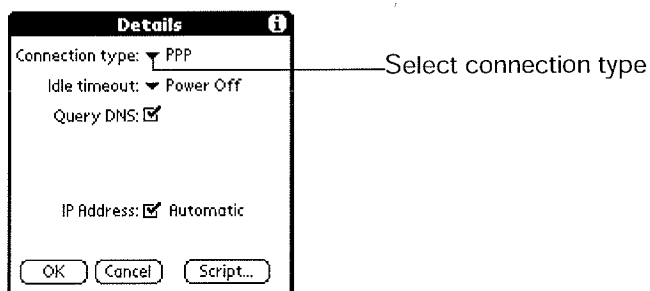 Details
Connection type: PPP
Select connection type
Idle timeout: Power Off
Query DNS:
IP Address: Automatic
OK Cancel Script...